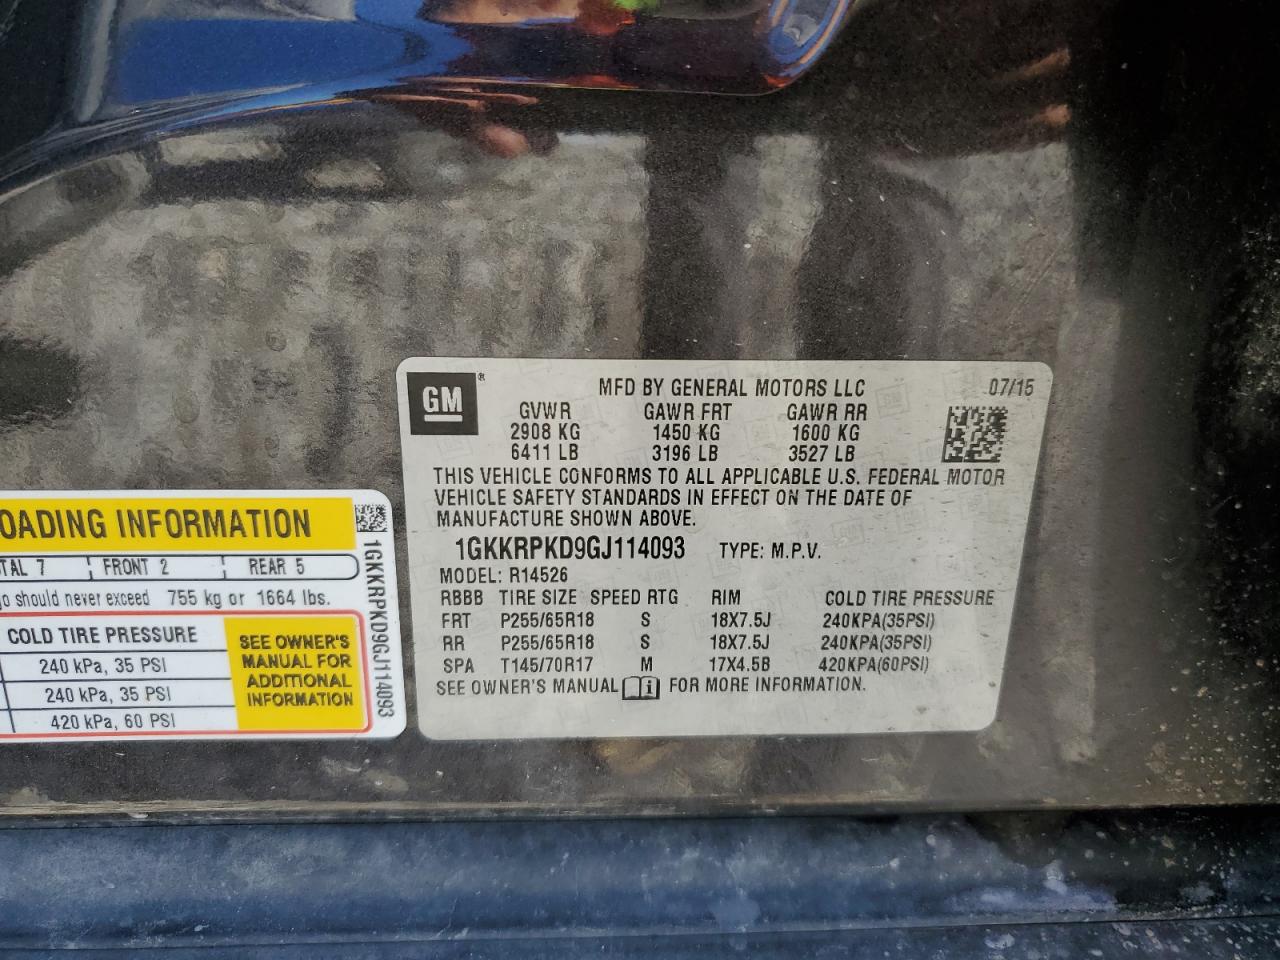 GM ®
MFD BY GENERAL MOTORS LLC 07/15
GVWR GAWR FRT GAWR RR
2908 KG 1450 KG 1600 KG
6411 LB 3196 LB 3527 LB
THIS VEHICLE CONFORMS TO ALL APPLICABLE U.S. FEDERAL MOTOR
VEHICLE SAFETY STANDARDS IN EFFECT ON THE DATE OF
MANUFACTURE SHOWN ABOVE.
1GKKRPKD9GJ114093 TYPE: M.P.V.
MODEL: R14526
RBBB TIRE SIZE SPEED RTG RIM COLD TIRE PRESSURE
FRT P255/65R18 S 18X7.5J 240KPA(35PSI)
RR P255/65R18 S 18X7.5J 240KPA(35PSI)
SPA T145/70R17 M 17X4.5B 420KPA(60PSI)
SEE OWNER'S MANUAL i FOR MORE INFORMATION.
OADING INFORMATION
TAL 7 FRONT 2 REAR 5
go should never exceed 755 kg or 1664 lbs.
COLD TIRE PRESSURE
240 kPa, 35 PSI
240 kPa, 35 PSI
420 kPa, 60 PSI
SEE OWNER'S
MANUAL FOR
ADDITIONAL
INFORMATION
1GKKRPKD9GJ114093